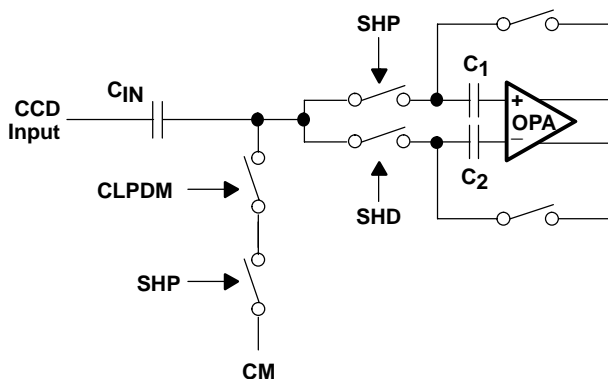 SHP
C1
CIN
CCD
Input
+
OPA
−
C2
CLPDM
SHD
SHP
CM